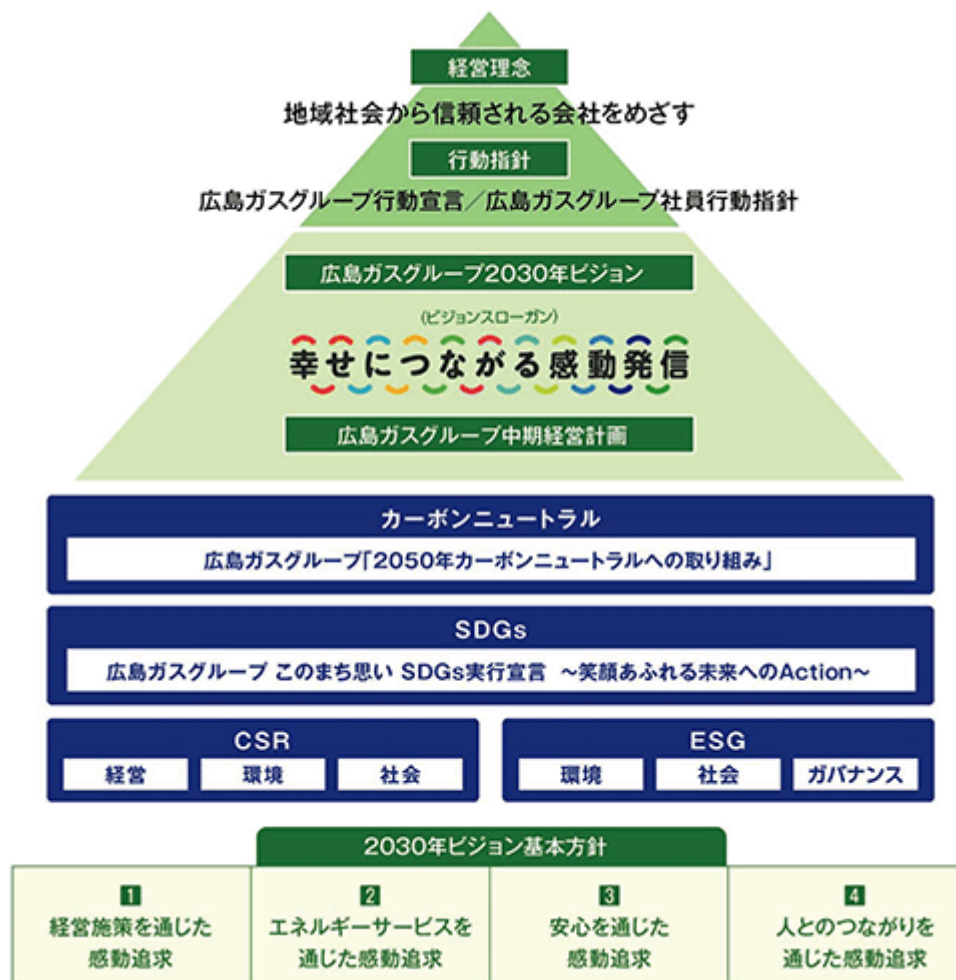 経営理念
地域社会から信頼される会社をめざす
行動指針
広島ガスグループ行動宣言／広島ガスグループ社員行動指針
広島ガスグループ2030年ビジョン
(ビジョンスローガン)
幸せにつながる感動発信
広島ガスグループ中期経営計画
カーボンニュートラル
広島ガスグループ「2050年カーボンニュートラルへの取り組み」
SDGs
広島ガスグループ このまち思い SDGs実行宣言 ～笑顔あふれる未来へのAction～
CSR
経営 環境 社会
ESG
環境 社会 ガバナンス
2030年ビジョン基本方針
1
経営施策を通じた
感動追求
2
エネルギーサービスを
通じた感動追求
3
安心を通じた
感動追求
4
人とのつながりを
通じた感動追求